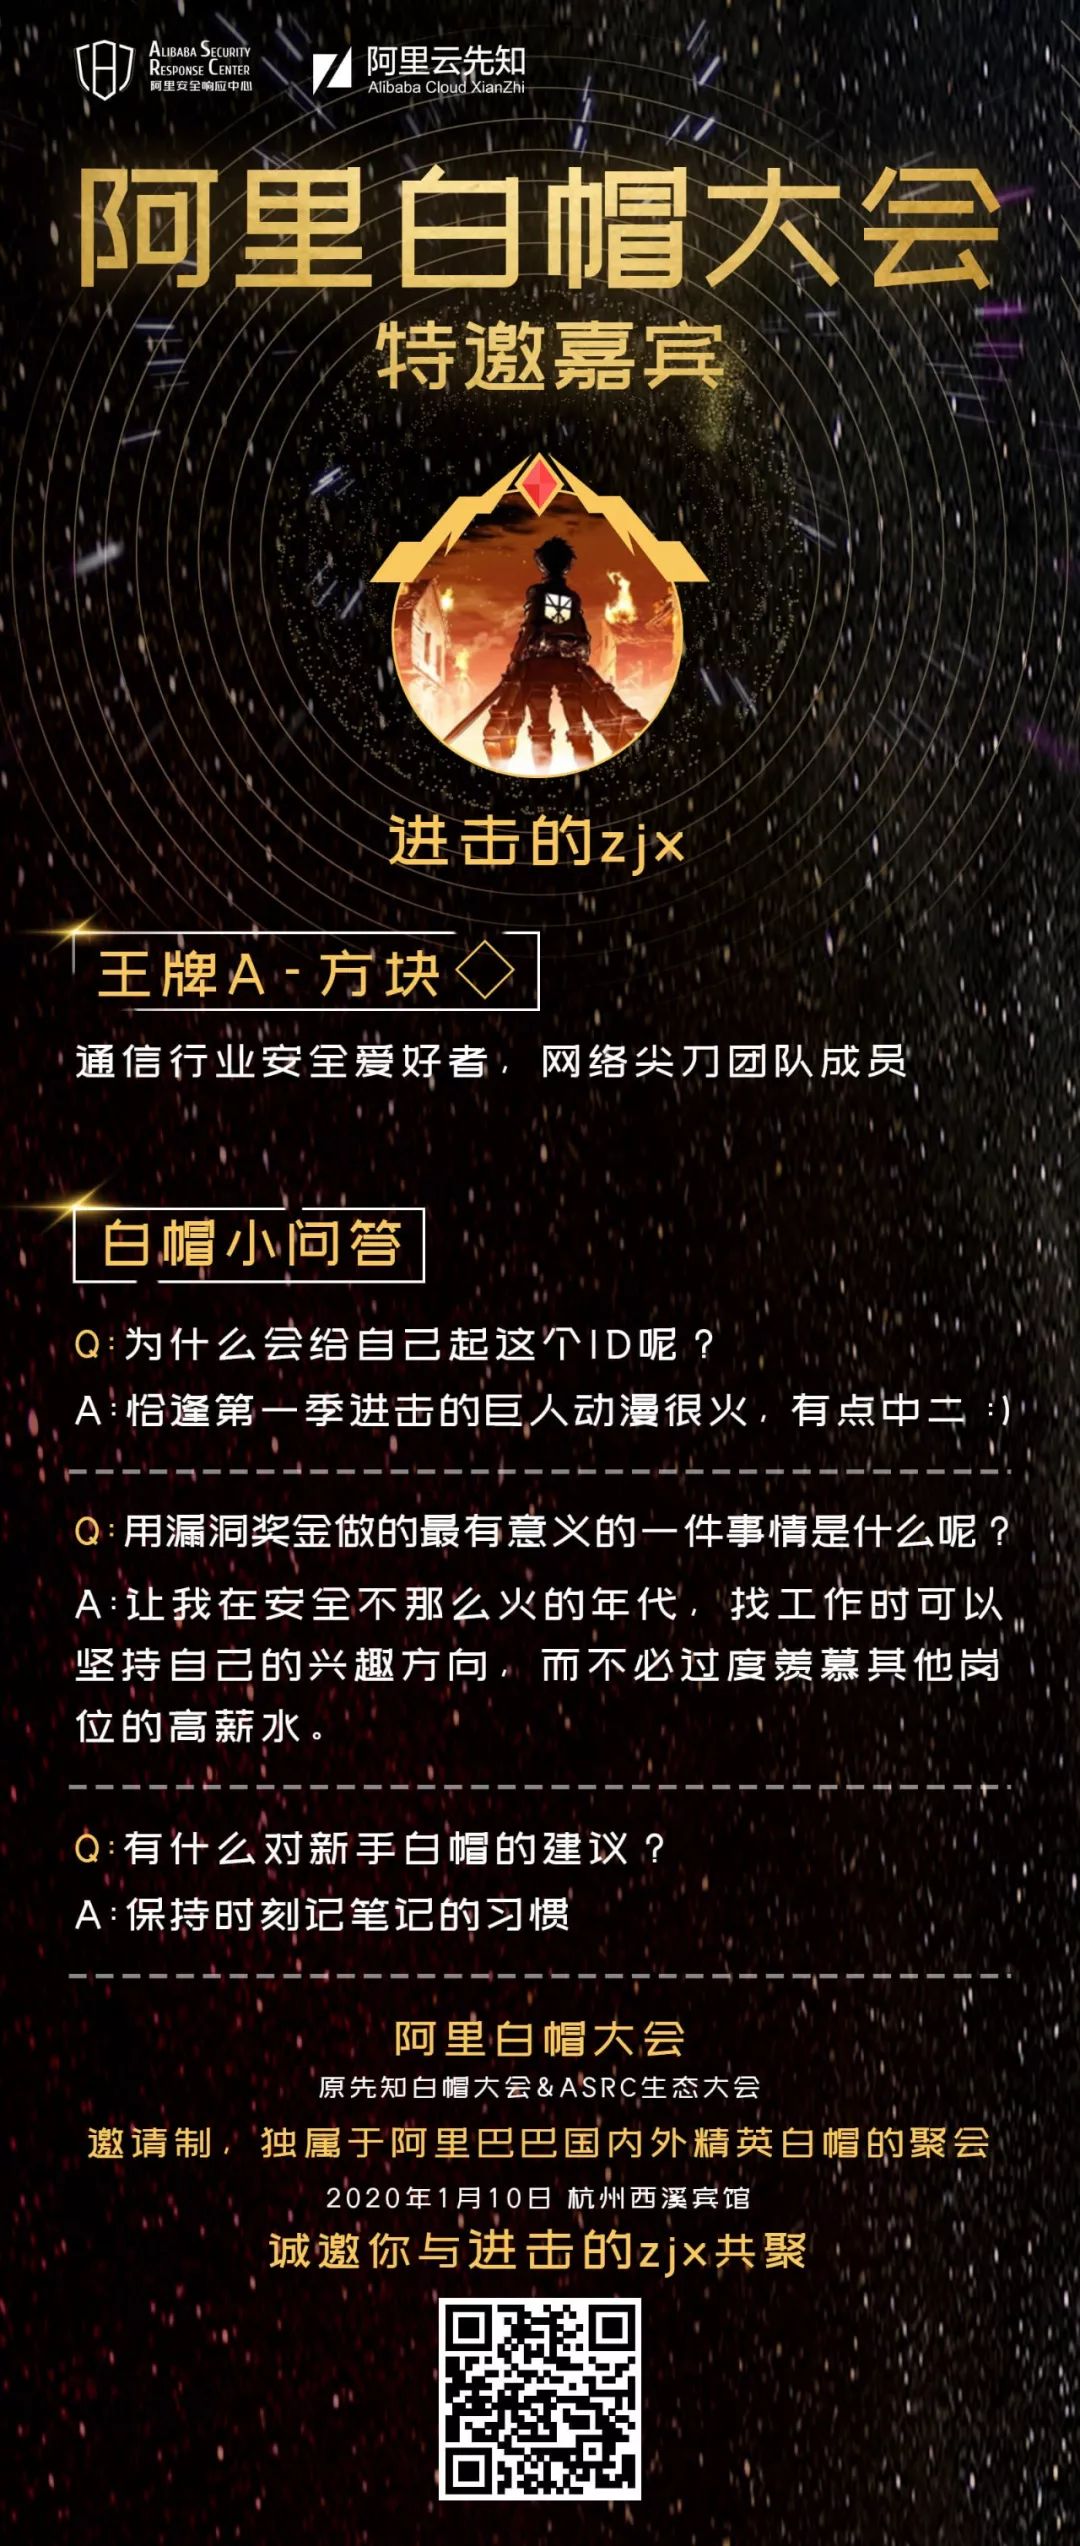 ALIBABA SECURITY
RESPONSE CENTER
阿里安全响应中心
阿里云先知
Alibaba Cloud XianZhi
阿里白帽大会
特邀嘉宾
进击的zjx
王牌A-方块
通信行业安全爱好者，网络尖刀团队成员
白帽小问答
Q:为什么会给自己起这个ID呢？
A:恰逢第一季进击的巨人动漫很火，有点中二 :)
Q:用漏洞奖金做的最有意义的一件事情是什么呢？
A:让我在安全不那么火的年代，找工作时可以
坚持自己的兴趣方向，而不必过度羡慕其他岗
位的高薪水。
Q:有什么对新手白帽的建议？
A:保持时刻记笔记的习惯
阿里白帽大会
原先知白帽大会&ASRC生态大会
邀请制，独属于阿里巴巴国内外精英白帽的聚会
2020年1月10日 杭州西溪宾馆
诚邀你与进击的zjx共聚